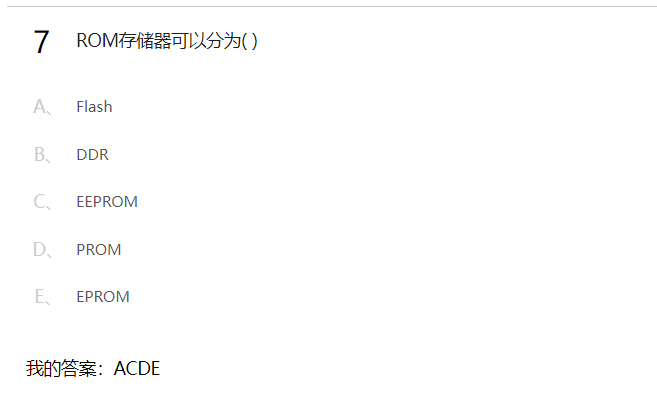 7 ROM存储器可以分为( )
A、 Flash
B、 DDR
C、 EEPROM
D、 PROM
E、 EPROM
我的答案：ACDE